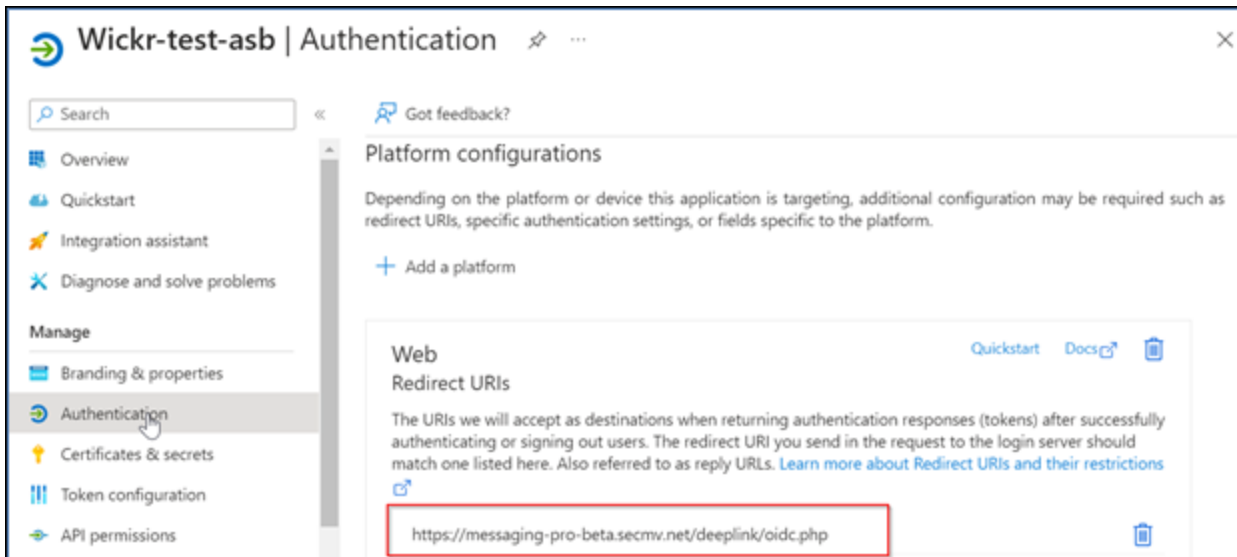 Wickr-test-asb | Authentication ...
Search
«
Got feedback?
Overview
Quickstart
Integration assistant
Diagnose and solve problems
Manage
Branding & properties
Authentication
Certificates & secrets
Token configuration
API permissions
Platform configurations
Depending on the platform or device this application is targeting, additional configuration may be required such as
redirect URIs, specific authentication settings, or fields specific to the platform.
Add a platform
Web
Quickstart Docs
Redirect URIs
The URIs we will accept as destinations when returning authentication responses (tokens) after successfully
authenticating or signing out users. The redirect URI you send in the request to the login server should
match one listed here. Also referred to as reply URLs. Learn more about Redirect URIs and their restrictions
https://messaging-pro-beta.secmv.net/deeplink/oidc.php